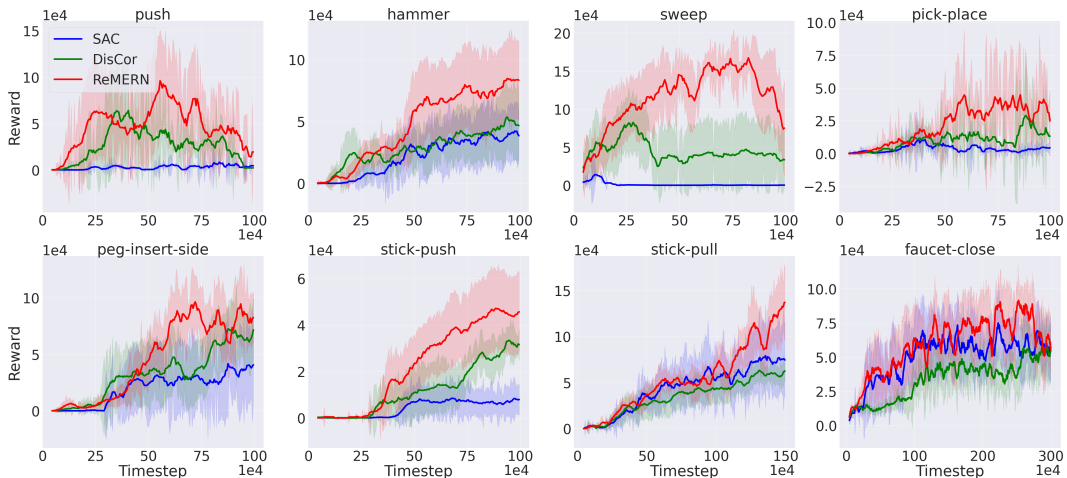 push
1e4
15
10
5
0
Reward
SAC
DisCor
ReMERN
0
25
50
75
100
1e4
hammer
1e4
10
5
0
0
25
50
75
100
1e4
sweep
1e4
20
15
10
5
0
0
25
50
75
100
1e4
pick-place
1e4
10.0
7.5
5.0
2.5
0.0
−2.5
0
25
50
75
100
1e4
peg-insert-side
1e4
10
5
0
Reward
0
25
50
75
100
Timestep
1e4
stick-push
1e4
6
4
2
0
0
25
50
75
100
Timestep
1e4
stick-pull
1e4
15
10
5
0
0
50
100
150
Timestep
1e4
faucet-close
1e4
10.0
7.5
5.0
2.5
0.0
0
100
200
300
Timestep
1e4